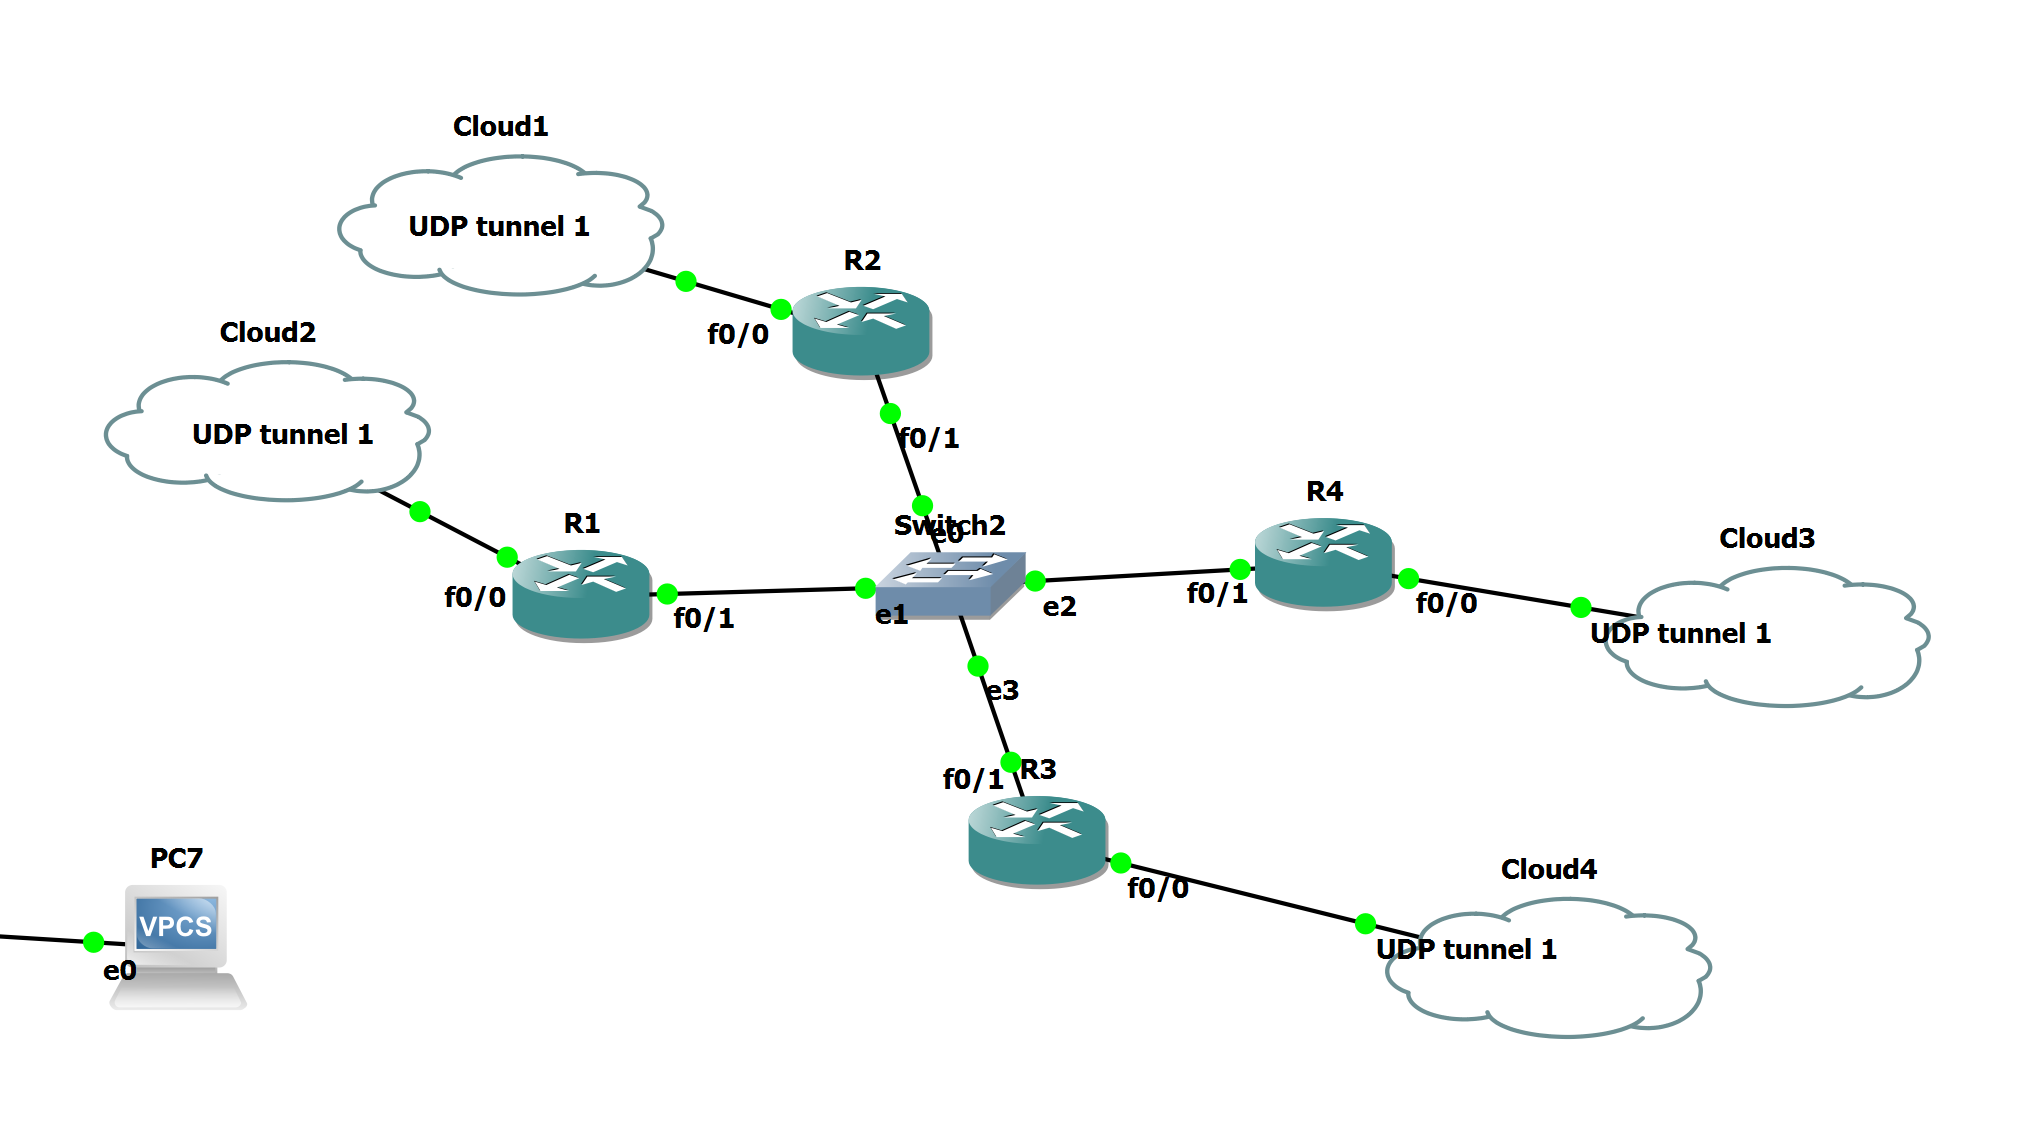 Cloud1
UDP tunnel 1
R2
f0/0
Cloud2
f0/1
UDP tunnel 1
R4
R1
Switch2
e0
Cloud3
f0/0
f0/1
e1
e2
f0/1
f0/0
UDP tunnel 1
e3
f0/1
R3
PC7
Cloud4
f0/0
VPCS
UDP tunnel 1
e0